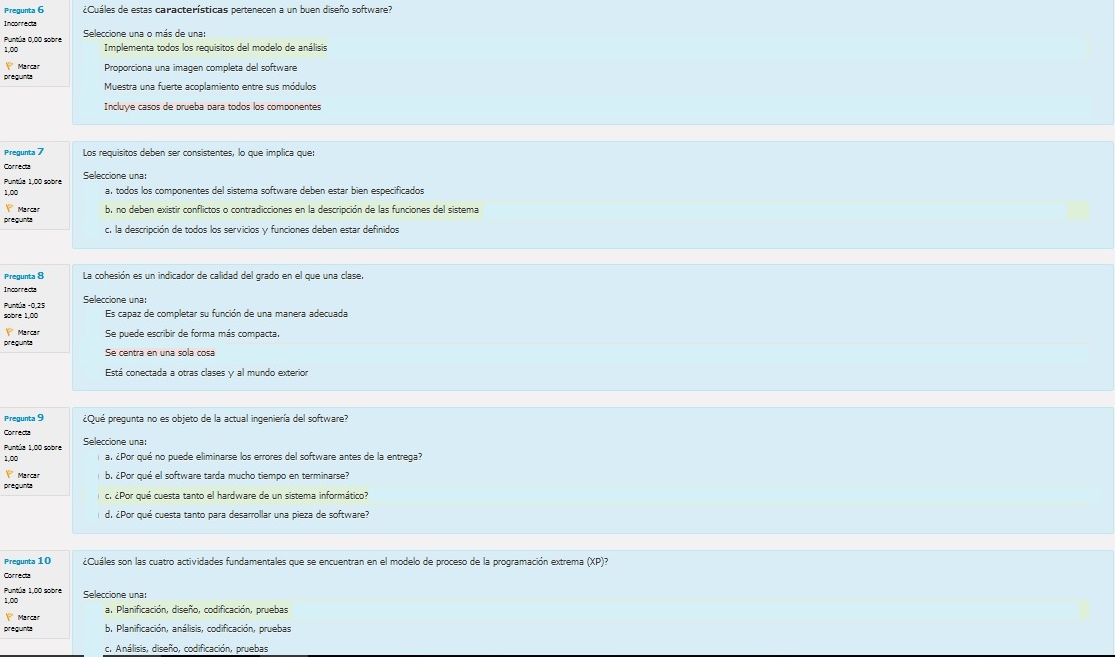 Pregunta 6
Incorrecta
Puntúa 0,00 sobre
1,00
Marcar
pregunta
¿Cuáles de estas características pertenecen a un buen diseño software?
Seleccione una o más de una:
Implementa todos los requisitos del modelo de análisis
Proporciona una imagen completa del software
Muestra una fuerte acoplamiento entre sus módulos
Incluye casos de prueba para todos los componentes
Pregunta 7
Correcta
Puntúa 1,00 sobre
1,00
Marcar
pregunta
Los requisitos deben ser consistentes, lo que implica que:
Seleccione una:
a. todos los componentes del sistema software deben estar bien especificados
b. no deben existir conflictos o contradicciones en la descripción de las funciones del sistema
c. la descripción de todos los servicios y funciones deben estar definidos
Pregunta 8
Incorrecta
Puntúa -0,25
sobre 1,00
Marcar
pregunta
La cohesión es un indicador de calidad del grado en el que una clase.
Seleccione una:
Es capaz de completar su función de una manera adecuada
Se puede escribir de forma más compacta.
Se centra en una sola cosa
Está conectada a otras clases y al mundo exterior
Pregunta 9
Correcta
Puntúa 1,00 sobre
1,00
Marcar
pregunta
¿Qué pregunta no es objeto de la actual ingeniería del software?
Seleccione una:
a. ¿Por qué no puede eliminarse los errores del software antes de la entrega?
b. ¿Por qué el software tarda mucho tiempo en terminarse?
c. ¿Por qué cuesta tanto el hardware de un sistema informático?
d. ¿Por qué cuesta tanto para desarrollar una pieza de software?
Pregunta 10
Correcta
Puntúa 1,00 sobre
1,00
Marcar
pregunta
¿Cuáles son las cuatro actividades fundamentales que se encuentran en el modelo de proceso de la programación extrema (XP)?
Seleccione una:
a. Planificación, diseño, codificación, pruebas
b. Planificación, análisis, codificación, pruebas
c. Análisis, diseño, codificación, pruebas